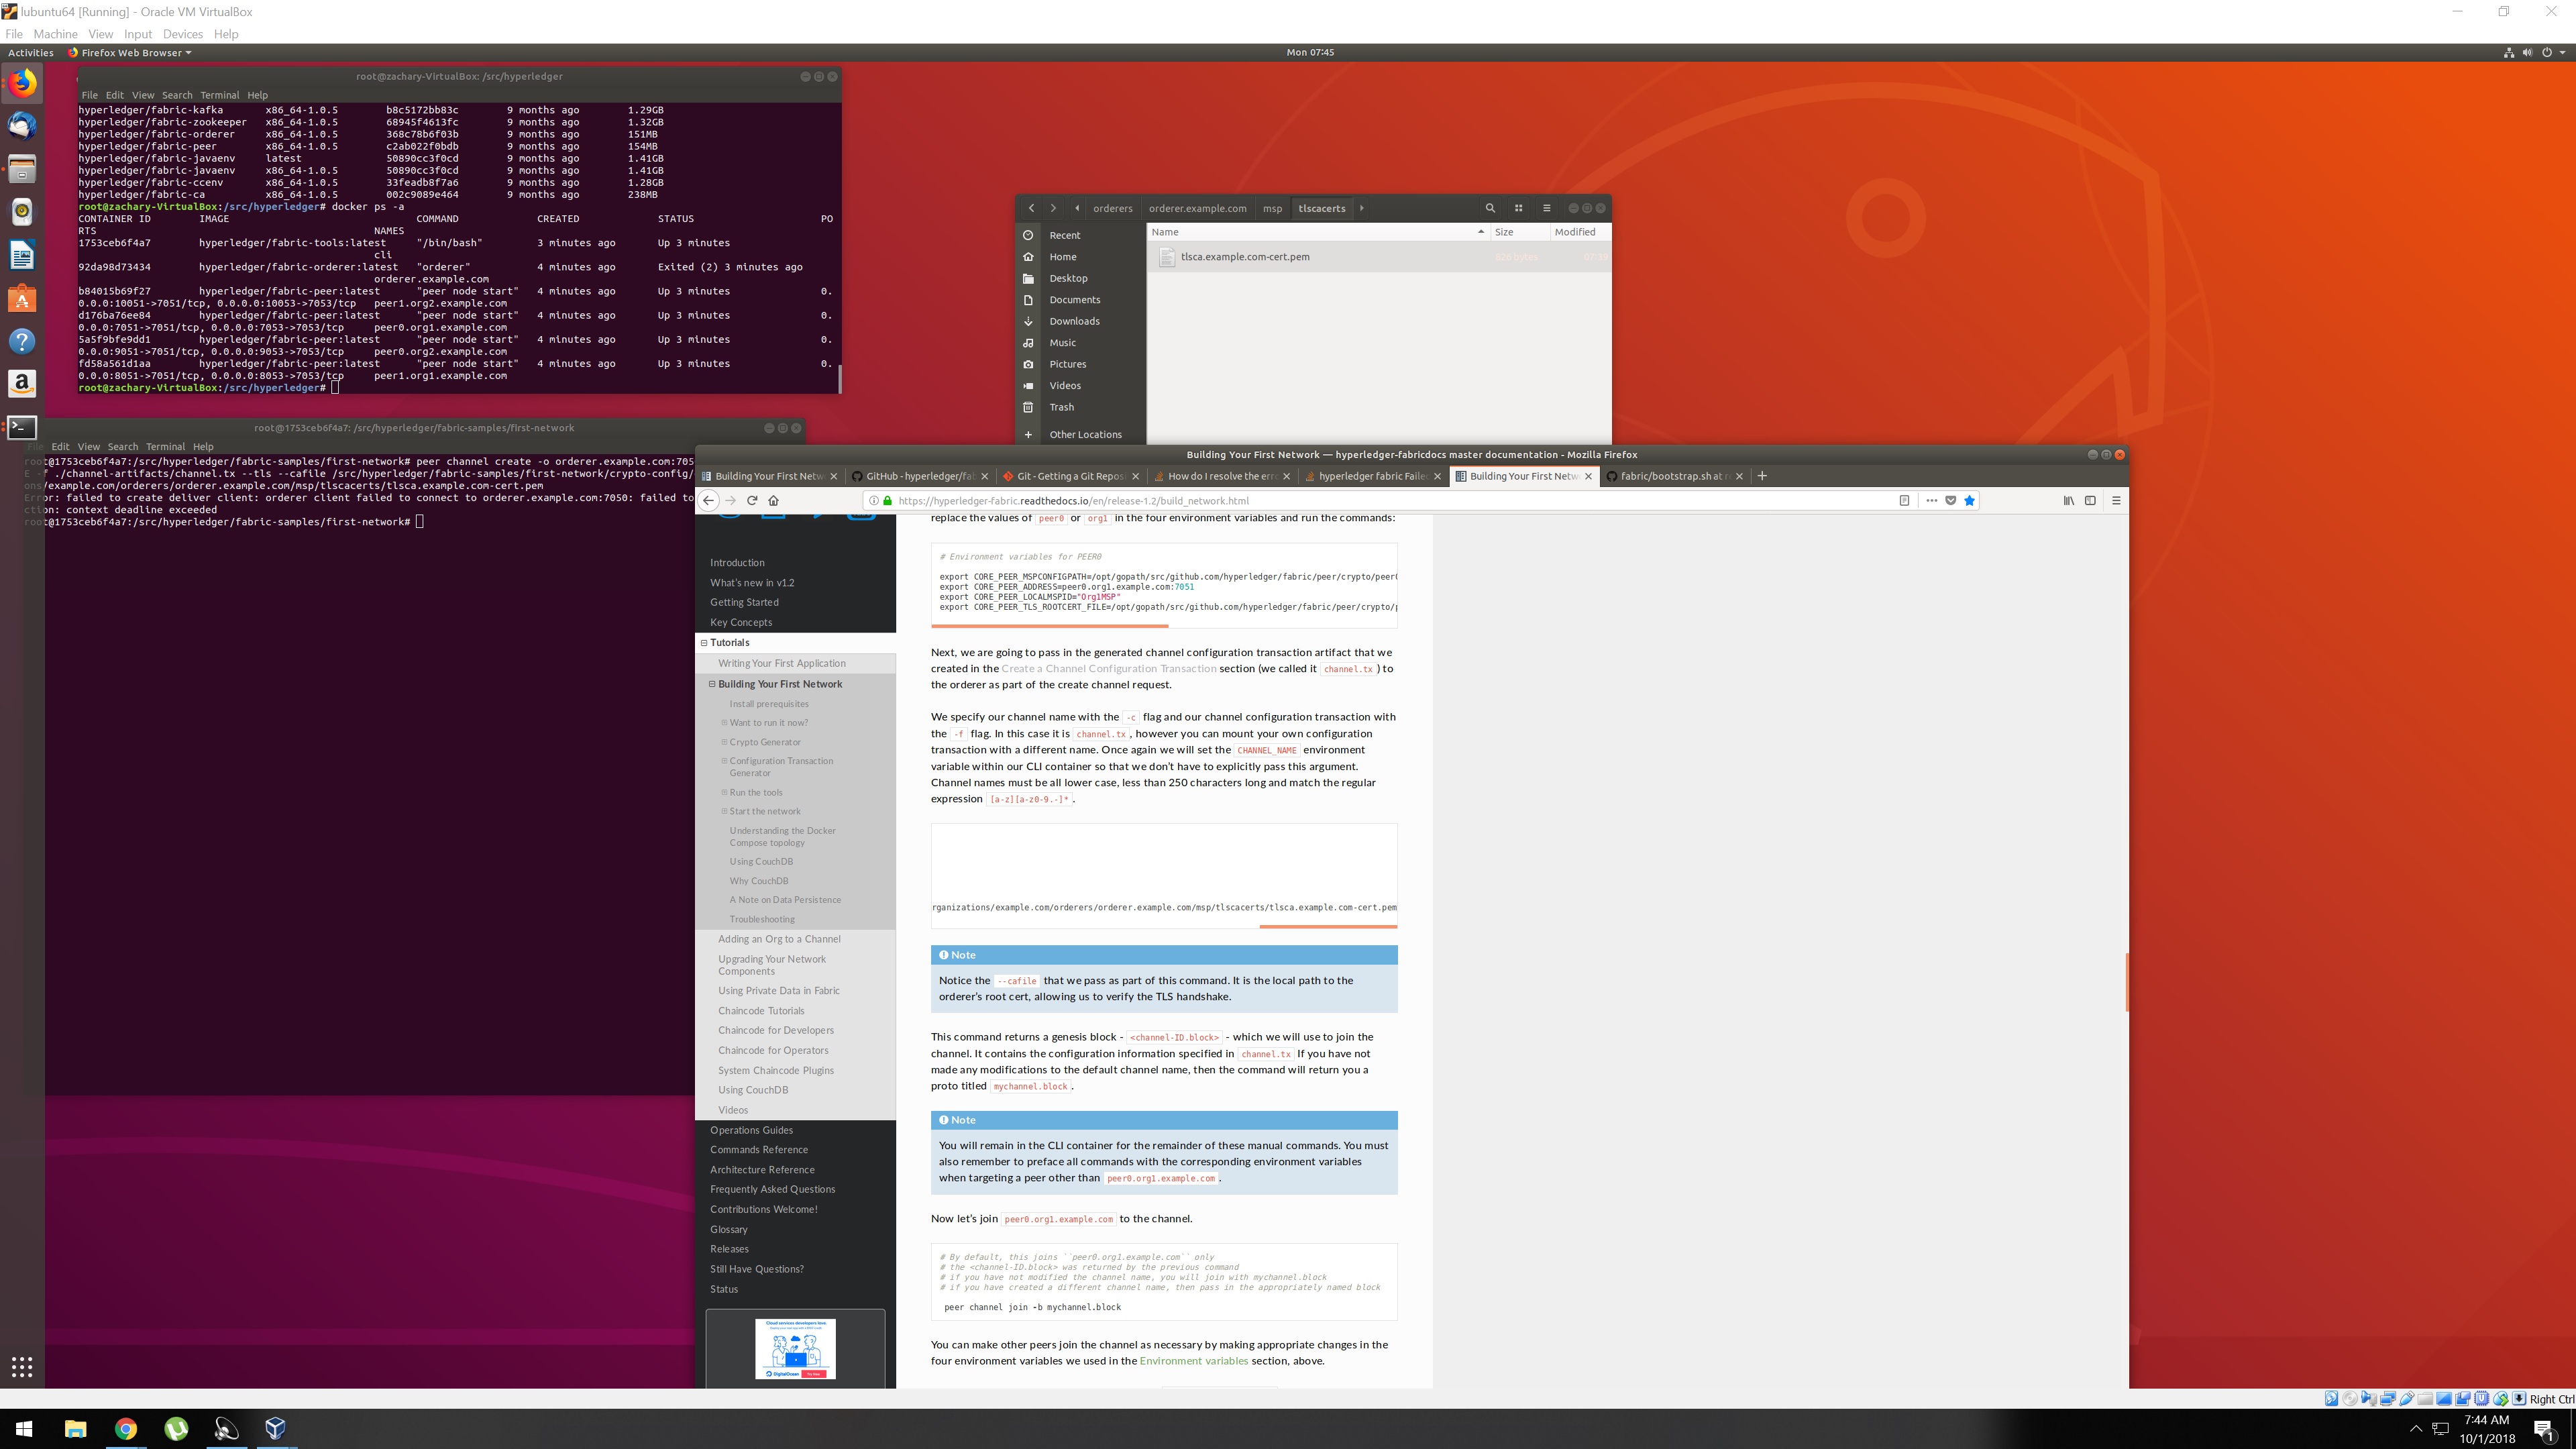 lubuntu64 [Running] - Oracle VM VirtualBox
File Machine View Input Devices Help
Activities Firefox Web Browser Mon 07:45
root@zachary-VirtualBox: /src/hyperledger
File Edit View Search Terminal Help
hyperledger/fabric-kafka x86_64-1.0.5 b8c5172bb83c 9 months ago 1.29GB
hyperledger/fabric-zookeeper x86_64-1.0.5 68945f4613fc 9 months ago 1.32GB
hyperledger/fabric-orderer x86_64-1.0.5 368c78b6f03b 9 months ago 151MB
hyperledger/fabric-peer x86_64-1.0.5 c2ab022f0bdb 9 months ago 154MB
hyperledger/fabric-javaenv latest 50890cc3f0cd 9 months ago 1.41GB
hyperledger/fabric-javaenv x86_64-1.0.5 50890cc3f0cd 9 months ago 1.41GB
hyperledger/fabric-ccenv x86_64-1.0.5 33feadb8f7a6 9 months ago 1.28GB
hyperledger/fabric-ca x86_64-1.0.5 002c9089e464 9 months ago 238MB
root@zachary-VirtualBox:/src/hyperledger# docker ps -a
CONTAINER ID IMAGE COMMAND CREATED STATUS PO
RTS NAMES
1753ceb6f4a7 hyperledger/fabric-tools:latest "/bin/bash" 3 minutes ago Up 3 minutes
cli
92da98d73434 hyperledger/fabric-orderer:latest "orderer" 4 minutes ago Exited (2) 3 minutes ago
orderer.example.com
b84015b69f27 hyperledger/fabric-peer:latest "peer node start" 4 minutes ago Up 3 minutes 0.
0.0.0:10051->7051/tcp, 0.0.0.0:10053->7053/tcp peer1.org2.example.com
d176ba76ee84 hyperledger/fabric-peer:latest "peer node start" 4 minutes ago Up 3 minutes 0.
0.0.0:7051->7051/tcp, 0.0.0.0:7053->7053/tcp peer0.org1.example.com
5a5f9bfe9dd1 hyperledger/fabric-peer:latest "peer node start" 4 minutes ago Up 3 minutes 0.
0.0.0:9051->7051/tcp, 0.0.0.0:9053->7053/tcp peer0.org2.example.com
fd58a561d1aa hyperledger/fabric-peer:latest "peer node start" 4 minutes ago Up 3 minutes 0.
0.0.0:8051->7051/tcp, 0.0.0.0:8053->7053/tcp peer1.org1.example.com
root@zachary-VirtualBox:/src/hyperledger#
orderers orderer.example.com msp tlscacerts
Name Size Modified
tlsca.example.com-cert.pem
Recent
Home
Desktop
Documents
Downloads
Music
Pictures
Videos
Trash
Other Locations
root@1753ceb6f4a7: /src/hyperledger/fabric-samples/first-network
File Edit View Search Terminal Help
root@1753ceb6f4a7:/src/hyperledger/fabric-samples/first-network# peer channel create -o orderer.example.com:705
E -f ./channel-artifacts/channel.tx --tls --cafile /src/hyperledger/fabric-samples/first-network/crypto-config/
ons/example.com/orderers/orderer.example.com/msp/tlscacerts/tlsca.example.com-cert.pem
Error: failed to create deliver client: orderer client failed to connect to orderer.example.com:7050: failed to
ction: context deadline exceeded
root@1753ceb6f4a7:/src/hyperledger/fabric-samples/first-network#
Building Your First Network — hyperledger-fabricdocs master documentation - Mozilla Firefox
Building Your First Netw GitHub - hyperledger/fab Git - Getting a Git Reposi How do I resolve the erro hyperledger fabric Failed Building Your First Netw fabric/bootstrap.sh at re
https://hyperledger-fabric.readthedocs.io/en/release-1.2/build_network.html
Introduction
What's new in v1.2
Getting Started
Key Concepts
Tutorials
Writing Your First Application
Building Your First Network
Install prerequisites
Want to run it now?
Crypto Generator
Configuration Transaction
Generator
Run the tools
Start the network
Understanding the Docker
Compose topology
Using CouchDB
Why CouchDB
A Note on Data Persistence
Troubleshooting
Adding an Org to a Channel
Upgrading Your Network
Components
Using Private Data in Fabric
Chaincode Tutorials
Chaincode for Developers
Chaincode for Operators
System Chaincode Plugins
Using CouchDB
Videos
Operations Guides
Commands Reference
Architecture Reference
Frequently Asked Questions
Contributions Welcome!
Glossary
Releases
Still Have Questions?
Status
Cloud services developers love.
DigitalOcean
replace the values of peer0 or org1 in the four environment variables and run the commands:
# Environment variables for PEER0
export CORE_PEER_MSPCONFIGPATH=/opt/gopath/src/github.com/hyperledger/fabric/peer/crypto/peer0
export CORE_PEER_ADDRESS=peer0.org1.example.com:7051
export CORE_PEER_LOCALMSPID="Org1MSP"
export CORE_PEER_TLS_ROOTCERT_FILE=/opt/gopath/src/github.com/hyperledger/fabric/peer/crypto/p
Next, we are going to pass in the generated channel configuration transaction artifact that we
created in the Create a Channel Configuration Transaction section (we called it channel.tx ) to
the orderer as part of the create channel request.
We specify our channel name with the -c flag and our channel configuration transaction with
the -f flag. In this case it is channel.tx , however you can mount your own configuration
transaction with a different name. Once again we will set the CHANNEL_NAME environment
variable within our CLI container so that we don't have to explicitly pass this argument.
Channel names must be all lower case, less than 250 characters long and match the regular
expression [a-z][a-z0-9.-]* .
rganizations/example.com/orderers/orderer.example.com/msp/tlscacerts/tlsca.example.com-cert.pem
Note
Notice the --cafile that we pass as part of this command. It is the local path to the
orderer's root cert, allowing us to verify the TLS handshake.
This command returns a genesis block - <channel-ID.block> - which we will use to join the
channel. It contains the configuration information specified in channel.tx If you have not
made any modifications to the default channel name, then the command will return you a
proto titled mychannel.block .
Note
You will remain in the CLI container for the remainder of these manual commands. You must
also remember to preface all commands with the corresponding environment variables
when targeting a peer other than peer0.org1.example.com .
Now let's join peer0.org1.example.com to the channel.
# By default, this joins ``peer0.org1.example.com`` only
# the <channel-ID.block> was returned by the previous command
# if you have not modified the channel name, you will join with mychannel.block
# if you have created a different channel name, then pass in the appropriately named block
peer channel join -b mychannel.block
You can make other peers join the channel as necessary by making appropriate changes in the
four environment variables we used in the Environment variables section, above.
Right Ctrl
7:44 AM
10/1/2018
1